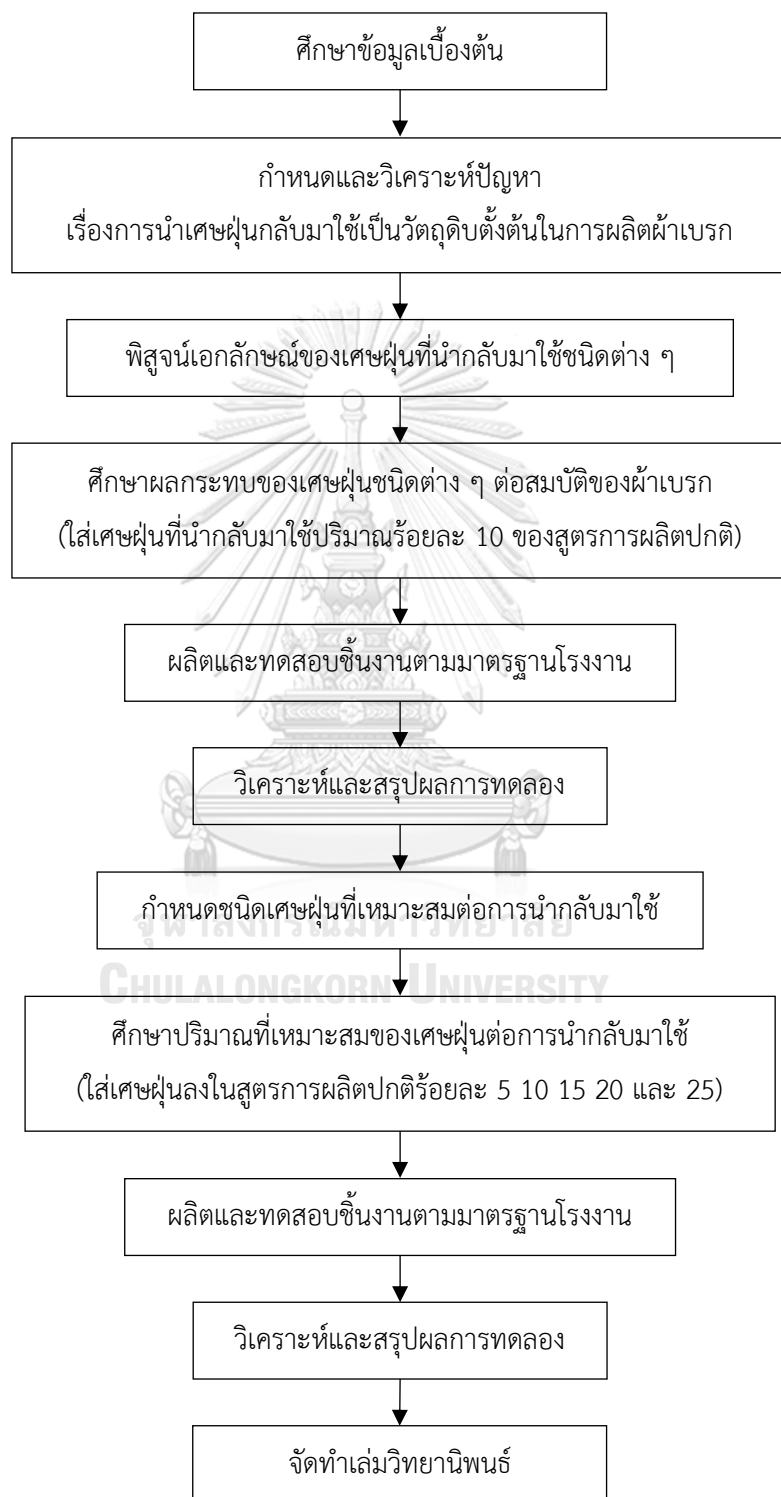 ศึกษาข้อมูลเบื้องต้น
กำหนดและวิเคราะห์ปัญหา
เรื่องการนำเศษฝุ่นกลับมาใช้เป็นวัตถุดิบตั้งต้นในการผลิตผ้าเบรก
พิสูจน์เอกลักษณ์ของเศษฝุ่นที่นำกลับมาใช้ชนิดต่าง ๆ
ศึกษาผลกระทบของเศษฝุ่นชนิดต่าง ๆ ต่อสมบัติของผ้าเบรก
(ใส่เศษฝุ่นที่นำกลับมาใช้ปริมาณร้อยละ 10 ของสูตรการผลิตปกติ)
ผลิตและทดสอบชิ้นงานตามมาตรฐานโรงงาน
วิเคราะห์และสรุปผลการทดลอง
กำหนดชนิดเศษฝุ่นที่เหมาะสมต่อการนำกลับมาใช้
จุฬาลงกรณ์มหาวิทยาลัย
CHULALONGKORN UNIVERSITY
ศึกษาปริมาณที่เหมาะสมของเศษฝุ่นต่อการนำกลับมาใช้
(ใส่เศษฝุ่นลงในสูตรการผลิตปกติร้อยละ 5 10 15 20 และ 25)
ผลิตและทดสอบชิ้นงานตามมาตรฐานโรงงาน
วิเคราะห์และสรุปผลการทดลอง
จัดทำเล่มวิทยานิพนธ์